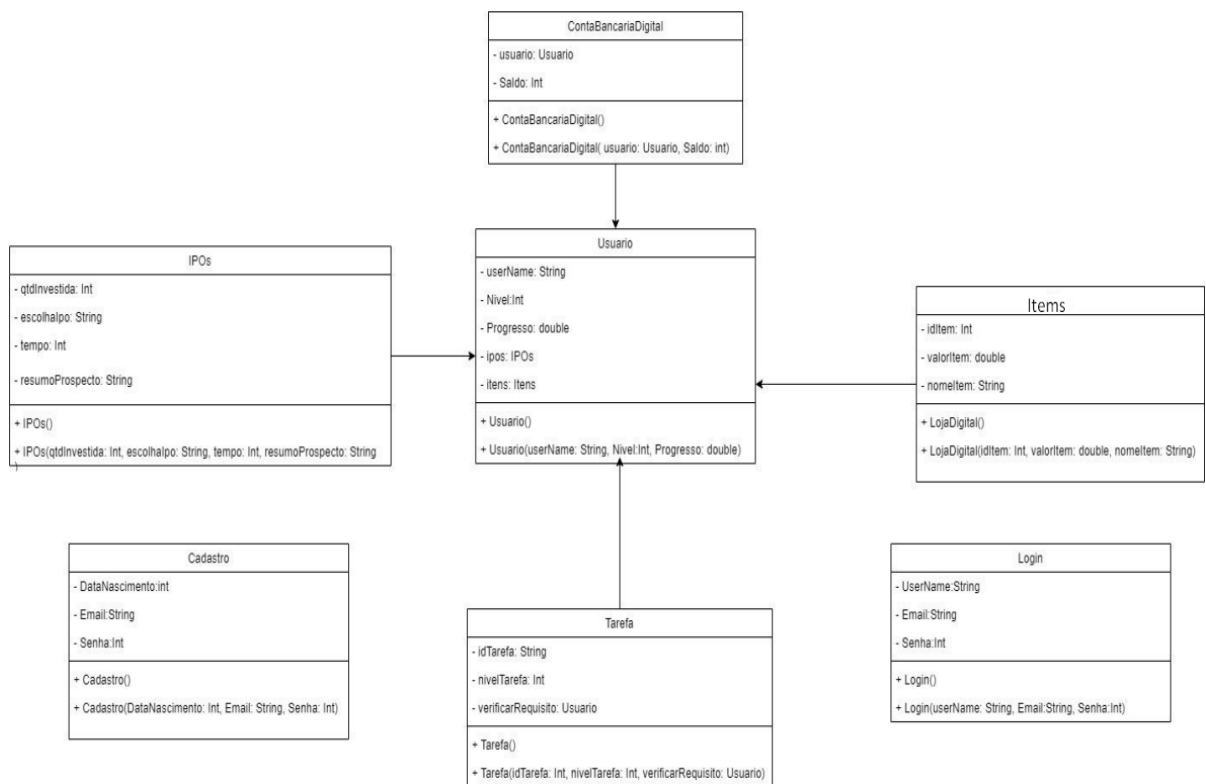 ContaBancariaDigital
- usuario: Usuario
- Saldo: Int
+ ContaBancariaDigital()
+ ContaBancariaDigital( usuario: Usuario, Saldo: int)
IPOs
- qtdInvestida: Int
- escolhaIpo: String
- tempo: Int
- resumoProspecto: String
+ IPOs()
+ IPOs(qtdInvestida: Int, escolhaIpo: String, tempo: Int, resumoProspecto: String
)
Usuario
- userName: String
- Nivel:Int
- Progresso: double
- ipos: IPOs
- itens: Itens
+ Usuario()
+ Usuario(userName: String, Nivel:Int, Progresso: double)
Items
- idItem: Int
- valorItem: double
- nomeItem: String
+ LojaDigital()
+ LojaDigital(idItem: Int, valorItem: double, nomeItem: String)
Cadastro
- DataNascimento:int
- Email:String
- Senha:Int
+ Cadastro()
+ Cadastro(DataNascimento: Int, Email: String, Senha: Int)
Tarefa
- idTarefa: String
- nivelTarefa: Int
- verificarRequisito: Usuario
+ Tarefa()
+ Tarefa(idTarefa: Int, nivelTarefa: Int, verificarRequisito: Usuario)
Login
- UserName:String
- Email:String
- Senha:Int
+ Login()
+ Login(userName: String, Email:String, Senha:Int)